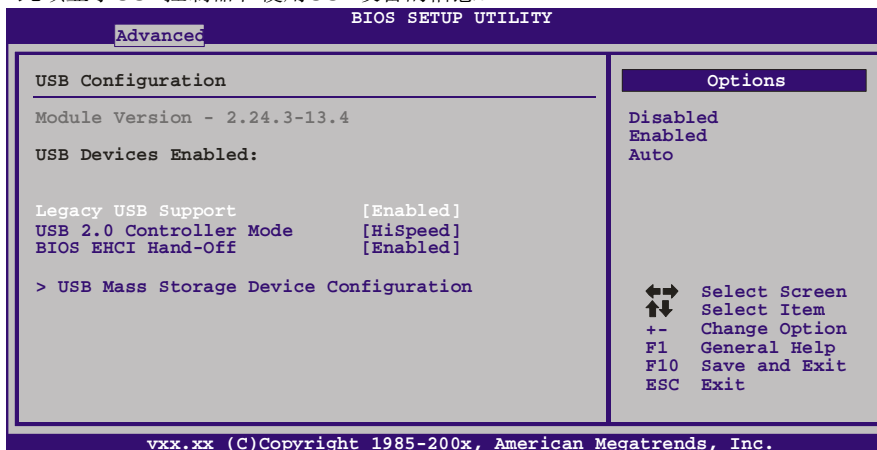 BIOS SETUP UTILITY
Advanced
USB Configuration
Module Version - 2.24.3-13.4
USB Devices Enabled:
Legacy USB Support [Enabled]
USB 2.0 Controller Mode [HiSpeed]
BIOS EHCI Hand-Off [Enabled]
> USB Mass Storage Device Configuration
Options
Disabled
Enabled
Auto
Select Screen
Select Item
+- Change Option
F1 General Help
F10 Save and Exit
ESC Exit
vxx.xx (C)Copyright 1985-200x, American Megatrends, Inc.